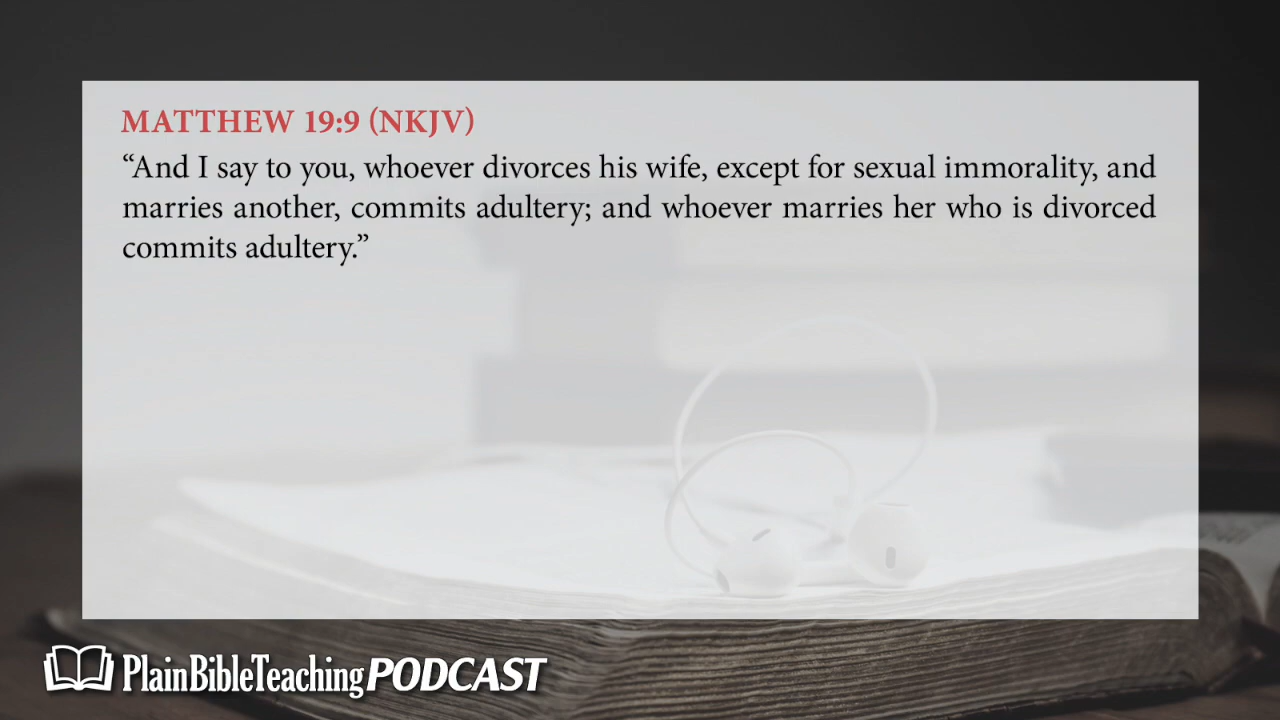 MATTHEW 19:9 (NKJV)
“And I say to you, whoever divorces his wife, except for sexual immorality, and
marries another, commits adultery; and whoever marries her who is divorced
commits adultery.”
PlainBibleTeaching PODCAST